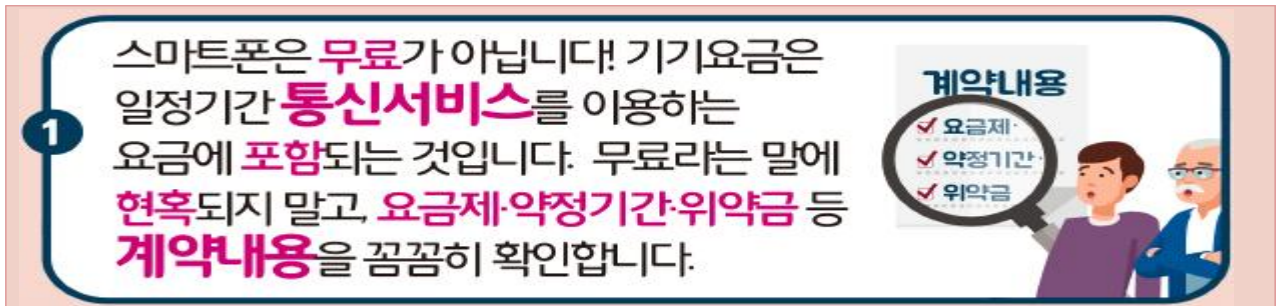 1
스마트폰은 무료가 아닙니다! 기기요금은
일정기간 통신서비스를 이용하는
요금에 포함되는 것입니다. 무료라는 말에
현혹되지 말고, 요금제·약정기간·위약금 등
계약내용을 꼼꼼히 확인합니다.
계약내용
요금제·
약정기간·
위약금